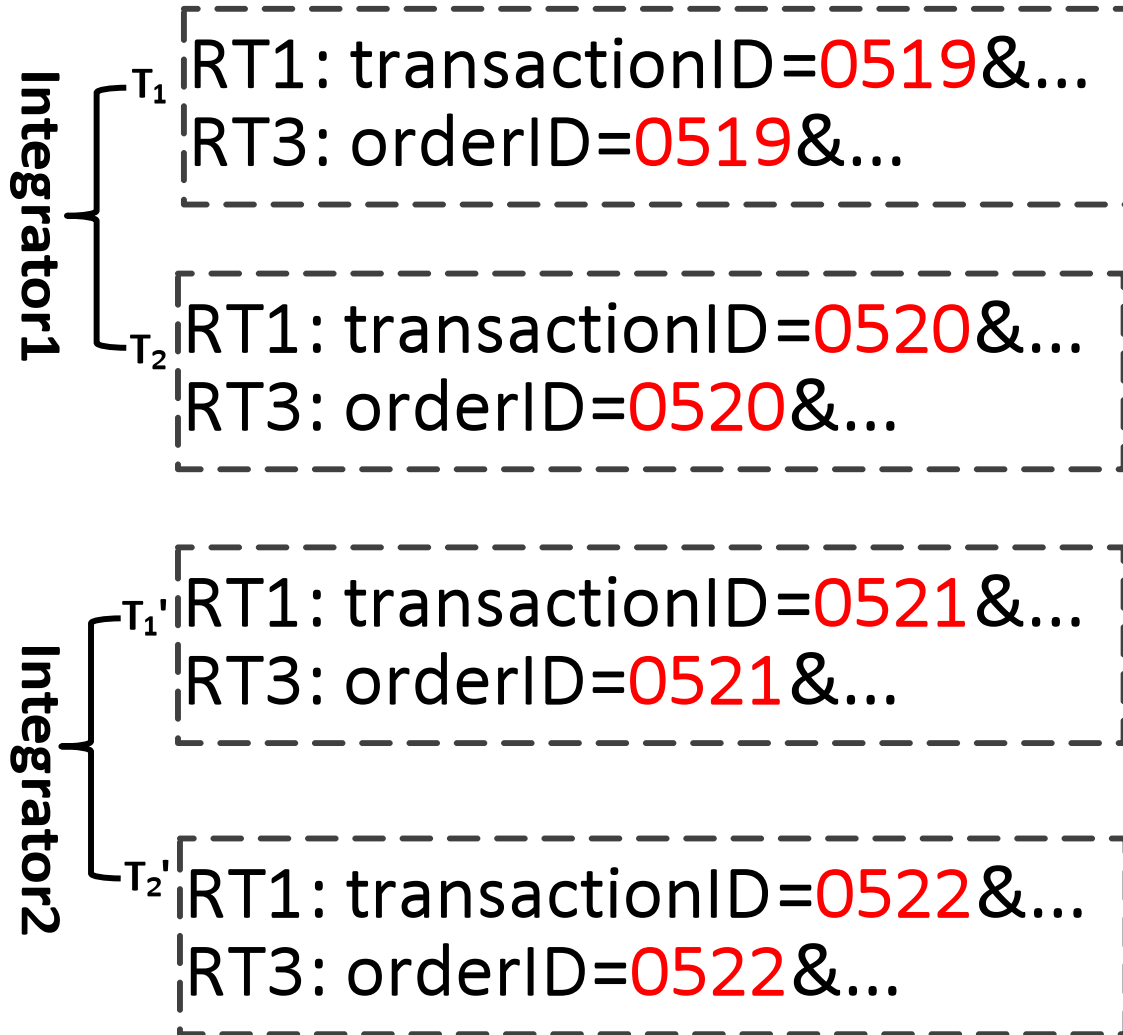 Integrator1
T₁
RT1: transactionID=0519&...
RT3: orderID=0519&...
T₂
RT1: transactionID=0520&...
RT3: orderID=0520&...
Integrator2
T₁'
RT1: transactionID=0521&...
RT3: orderID=0521&...
T₂'
RT1: transactionID=0522&...
RT3: orderID=0522&...